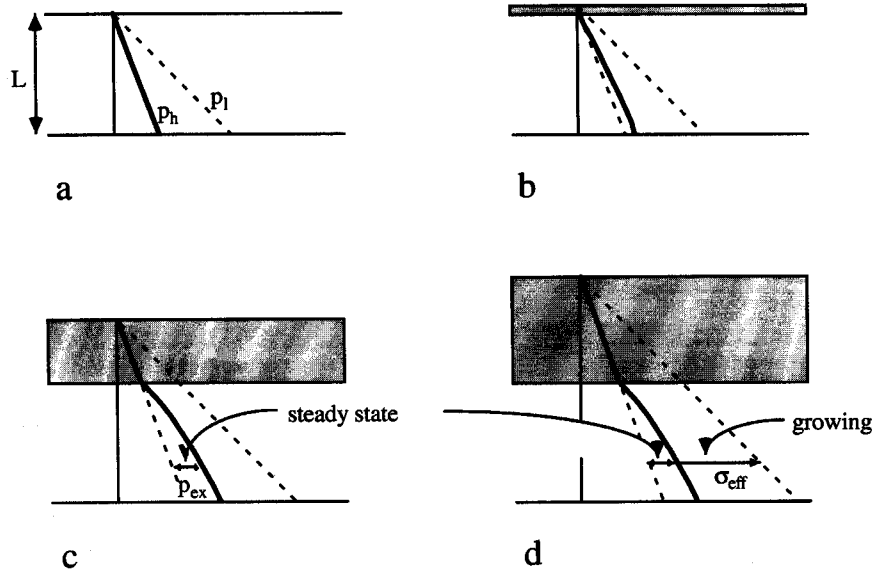 L
p_h
p_l
a
b
steady state
p_ex
c
growing
σ_eff
d